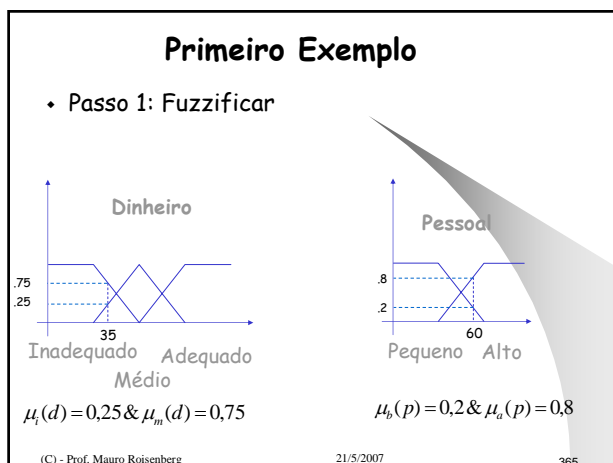 Primeiro Exemplo
Passo 1: Fuzzificar
Dinheiro
.75
,25
35
Inadequado
Adequado
Médio
μi(d) = 0,25 & μm(d) = 0,75
Pessoal
.8
.2
60
Pequeno
Alto
μb(p) = 0,2 & μa(p) = 0,8
(C) - Prof. Mauro Roisenberg
21/5/2007
365